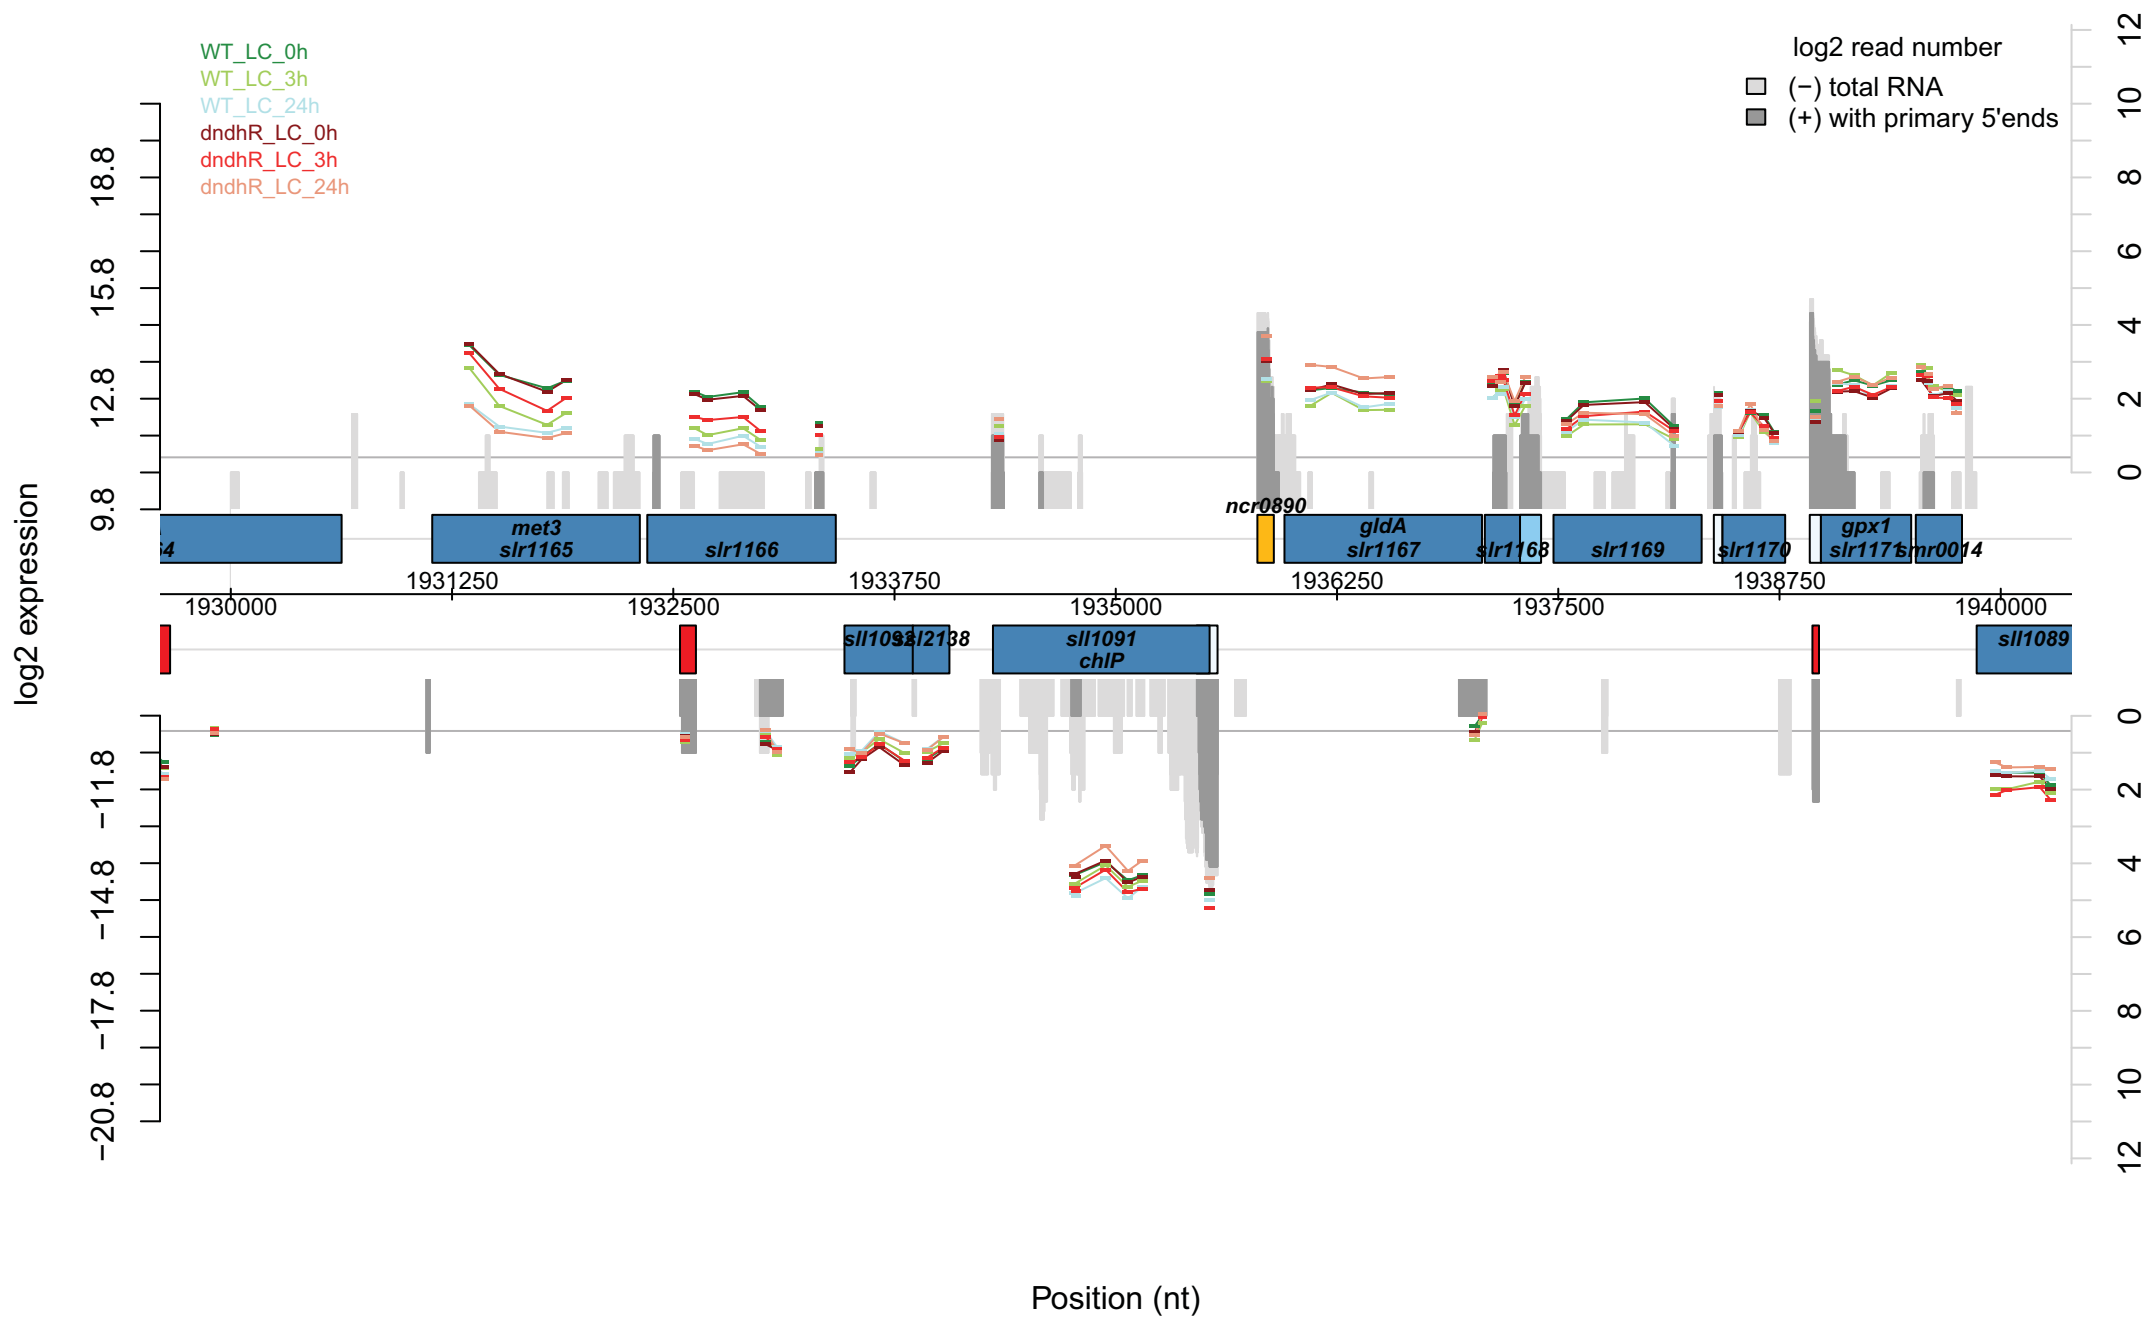 12
WT_LC_0h
WT_LC_3h
WT_LC_24h
dndhR_LC_0h
dndhR_LC_3h
dndhR_LC_24h
log2 read number
(−) total RNA
(+) with primary 5'ends
10
8
6
4
2
0
18.8
15.8
12.8
9.8
log2 expression
ncr0890
met3
gldA
gpx1
64
slr1165
slr1166
slr1167
slr1168
slr1169
slr1170
slr1171
smr0014
1931250
1933750
1936250
1938750
1930000
1932500
1935000
1937500
1940000
sll1092
ssl2138
sll1091
sll1089
chlP
0
2
4
6
8
10
12
−11.8
−14.8
−17.8
−20.8
Position (nt)